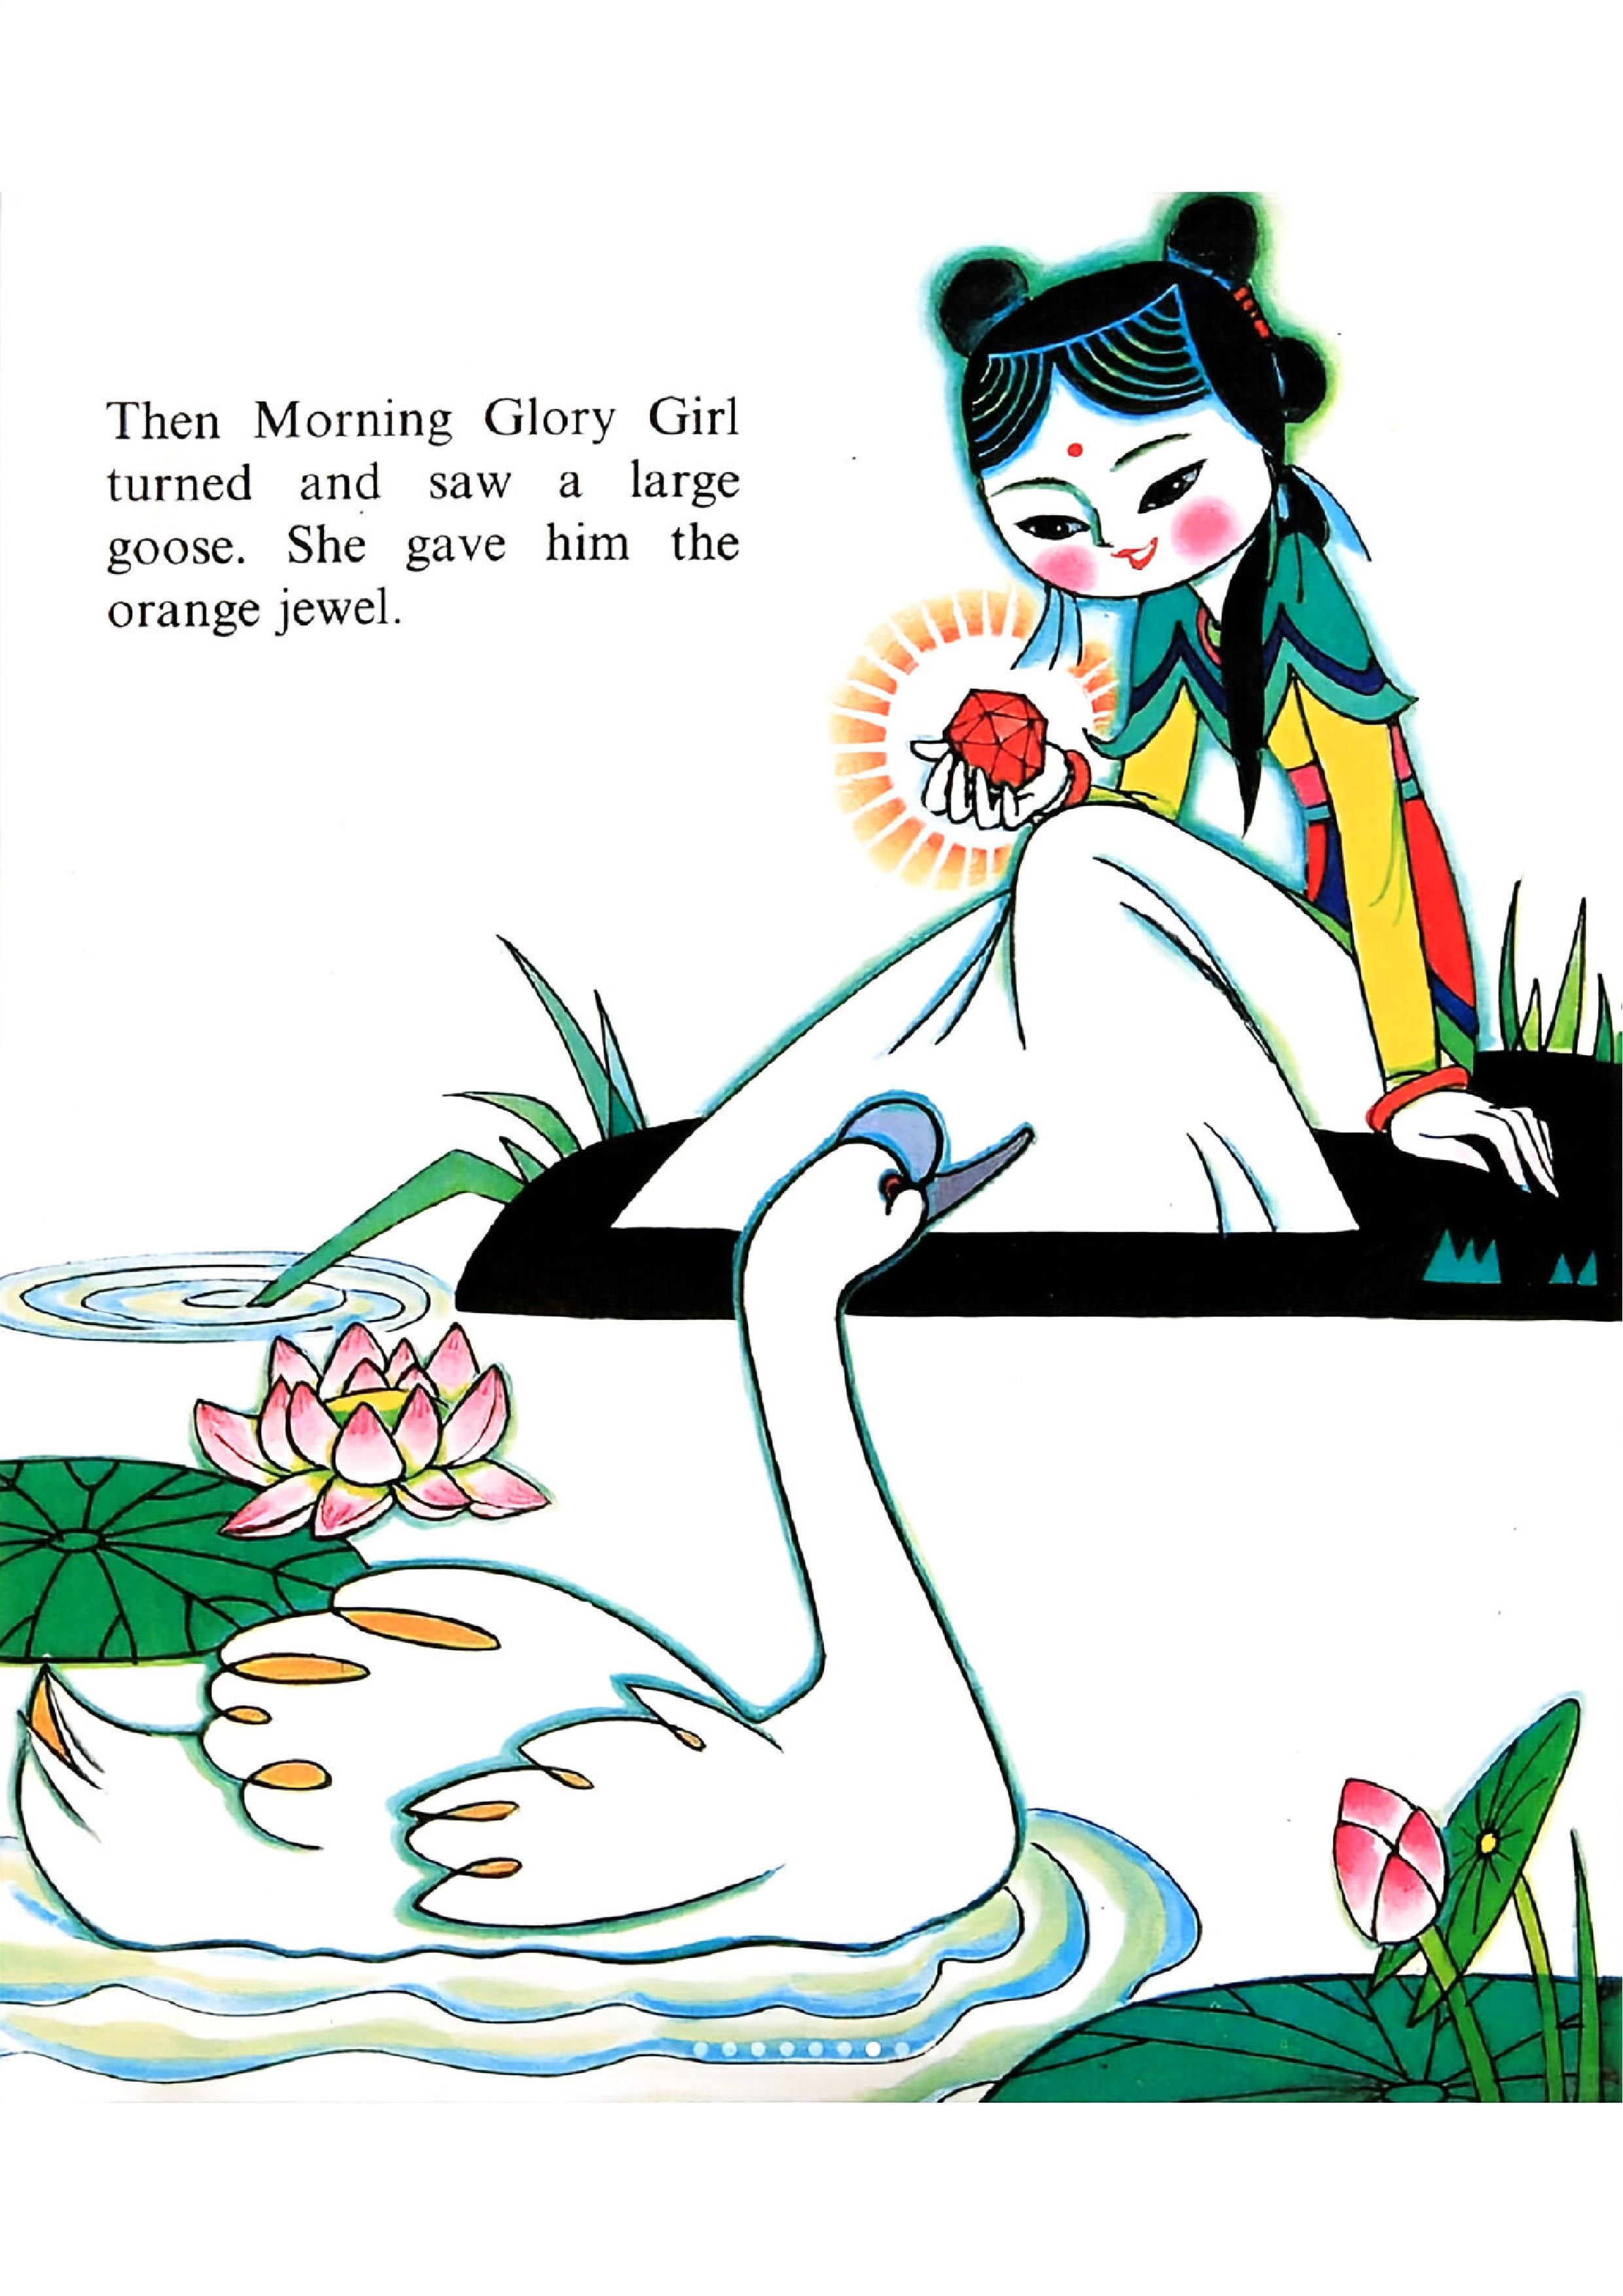 Then Morning Glory Girl
turned and saw a large
goose. She gave him the
orange jewel.